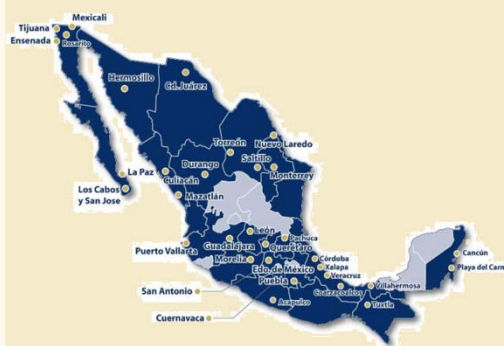 Mexicali
Tijuana
Ensenada
Rosarito
Hermosillo
Cd.Juárez
Nuevo Laredo
Torreón
Saltillo
Monterrey
Durango
La Paz
Culiacán
Los Cabos
y San Jose
Mazatlán
León
Pachuca
Puerto Vallarta
Guadalajara
Querétaro
Morelia
Edo.de México
Puebla
Córdoba
Xalapa
Veracruz
Cancún
Playa del Carm
San Antonio
Coatzacoalcos
Villahermosa
Cuernavaca
Acapulco
Tuxtla